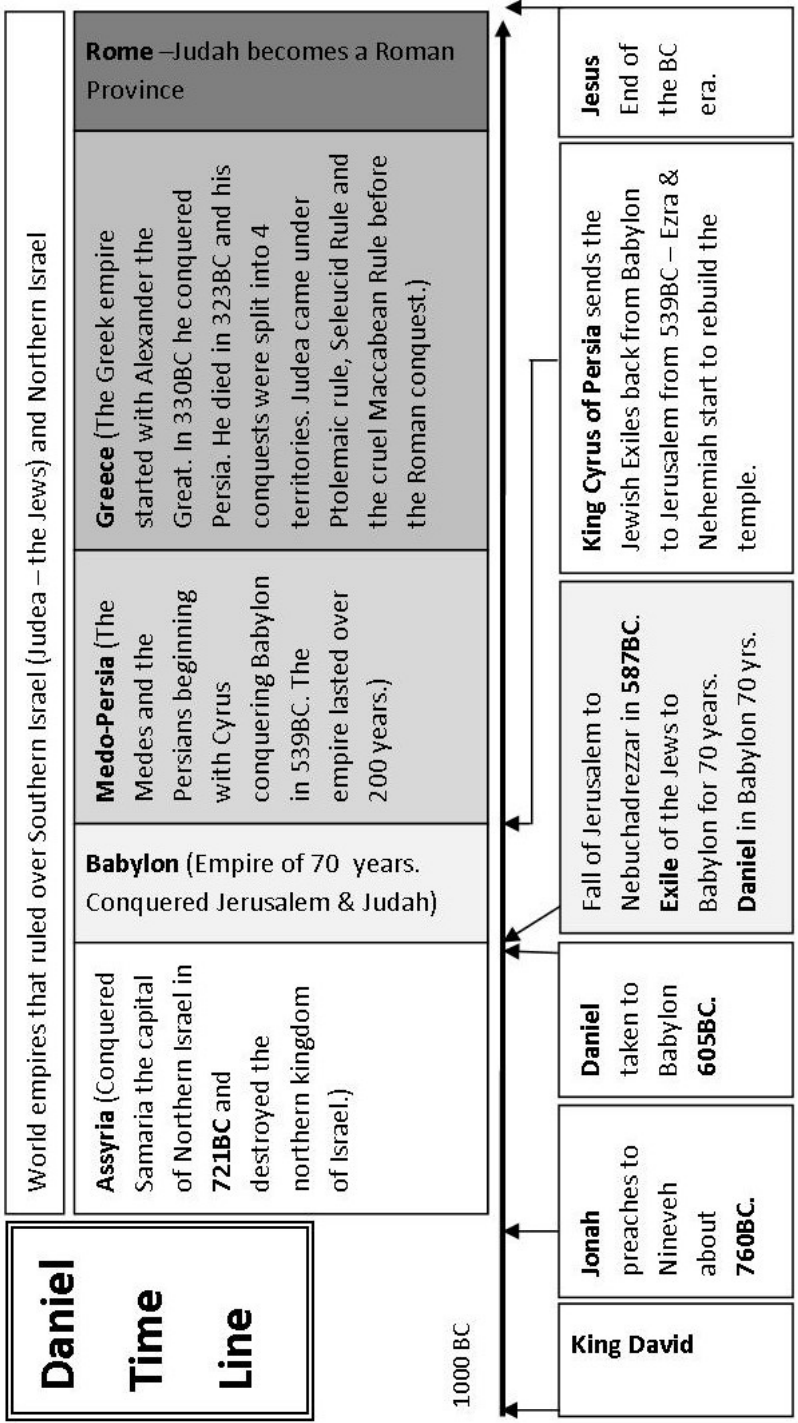 Daniel
Time
Line
World empires that ruled over Southern Israel (Judea – the Jews) and Northern Israel
Assyria (Conquered
Samaria the capital
of Northern Israel in
721BC and
destroyed the
northern kingdom
of Israel.)
Babylon (Empire of 70 years.
Conquered Jerusalem & Judah)
Medo-Persia (The
Medes and the
Persians beginning
with Cyrus
conquering Babylon
in 539BC. The
empire lasted over
200 years.)
Greece (The Greek empire
started with Alexander the
Great. In 330BC he conquered
Persia. He died in 323BC and his
conquests were split into 4
territories. Judea came under
Ptolemaic rule, Seleucid Rule and
the cruel Maccabean Rule before
the Roman conquest.)
Rome –Judah becomes a Roman
Province
1000 BC
King David
Jonah
preaches to
Nineveh
about
760BC.
Daniel
taken to
Babylon
605BC.
Fall of Jerusalem to
Nebuchadrezzar in 587BC.
Exile of the Jews to
Babylon for 70 years.
Daniel in Babylon 70 yrs.
King Cyrus of Persia sends the
Jewish Exiles back from Babylon
to Jerusalem from 539BC – Ezra &
Nehemiah start to rebuild the
temple.
Jesus
End of
the BC
era.